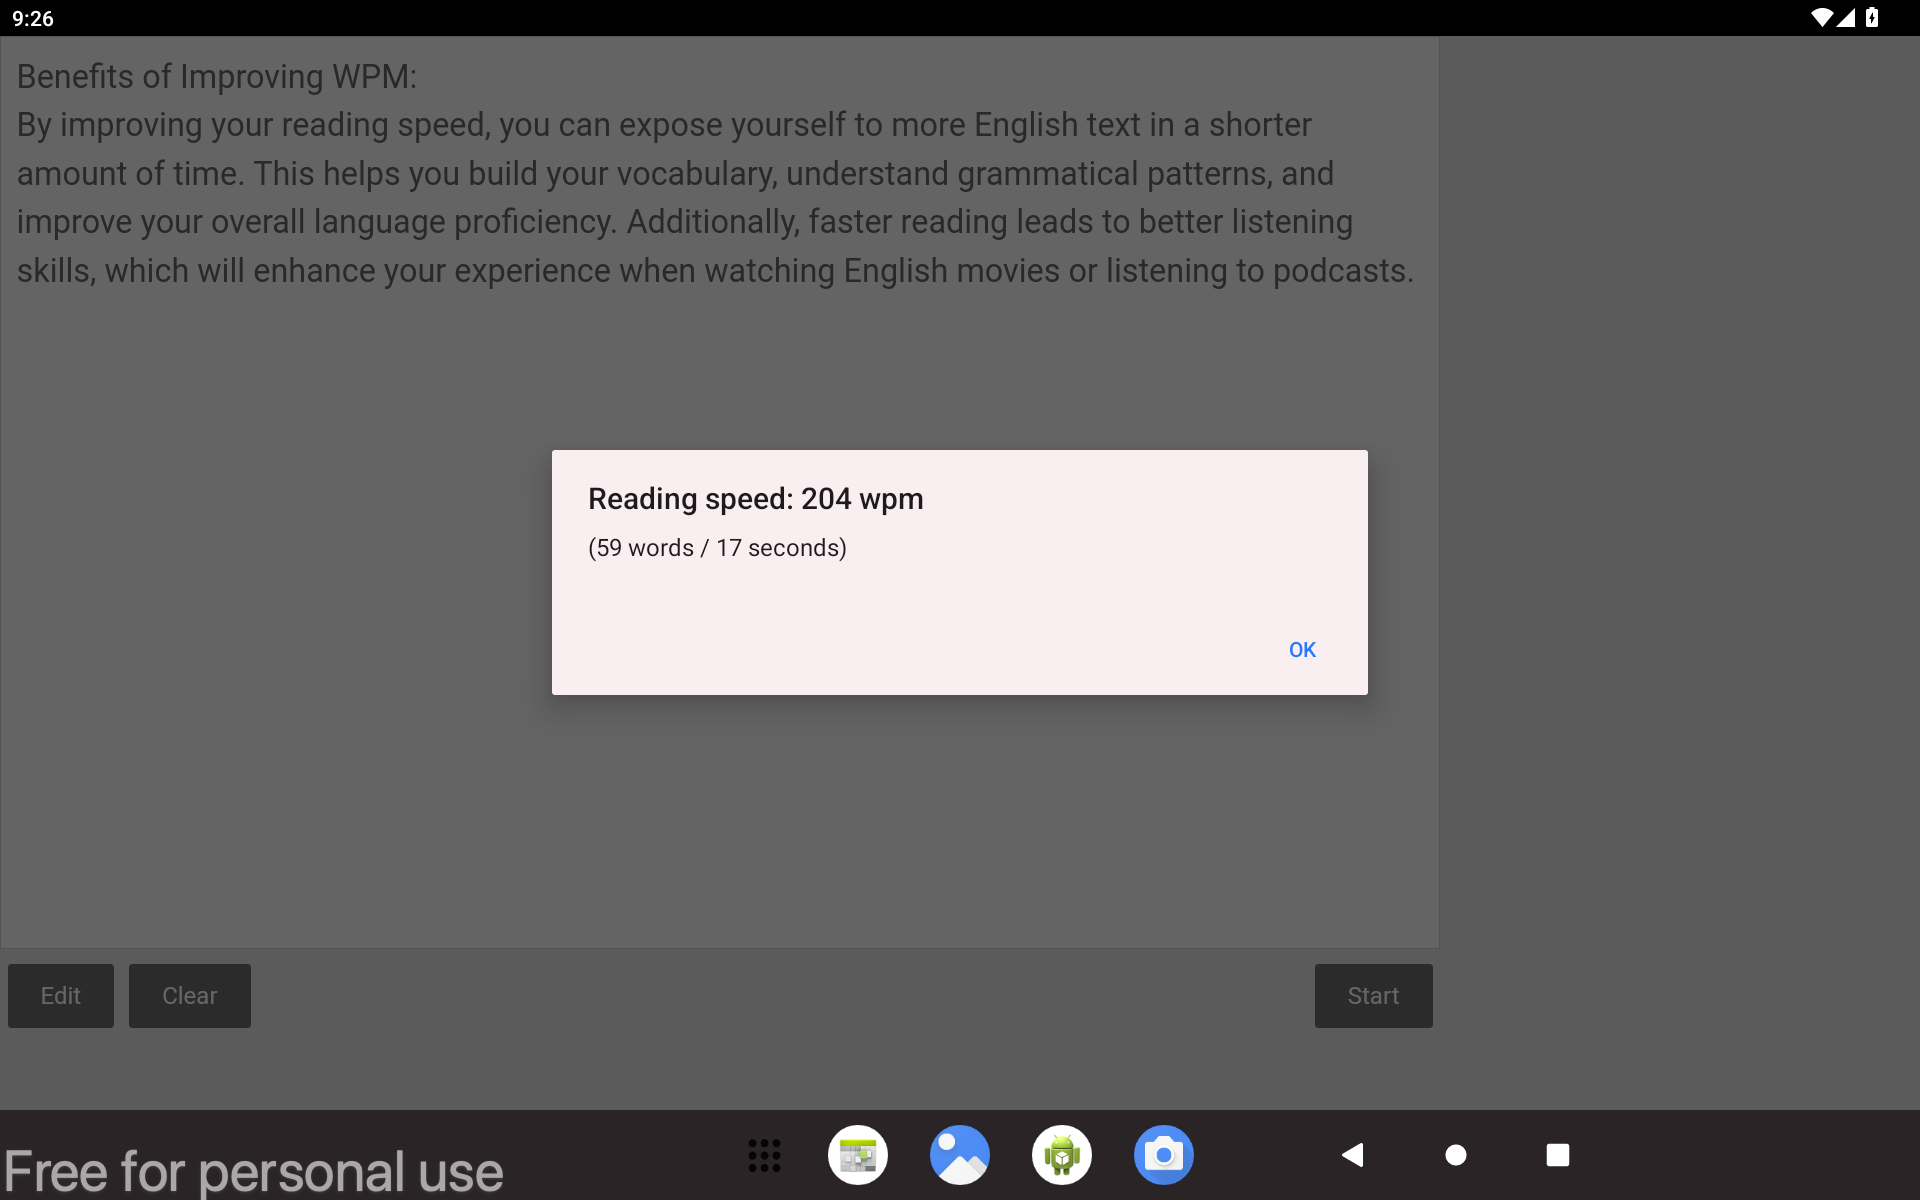 9:26
Benefits of Improving WPM:
By improving your reading speed, you can expose yourself to more English text in a shorter
amount of time. This helps you build your vocabulary, understand grammatical patterns, and
improve your overall language proficiency. Additionally, faster reading leads to better listening
skills, which will enhance your experience when watching English movies or listening to podcasts.
Reading speed: 204 wpm
(59 words / 17 seconds)
OK
Edit Clear Start
Free for personal use